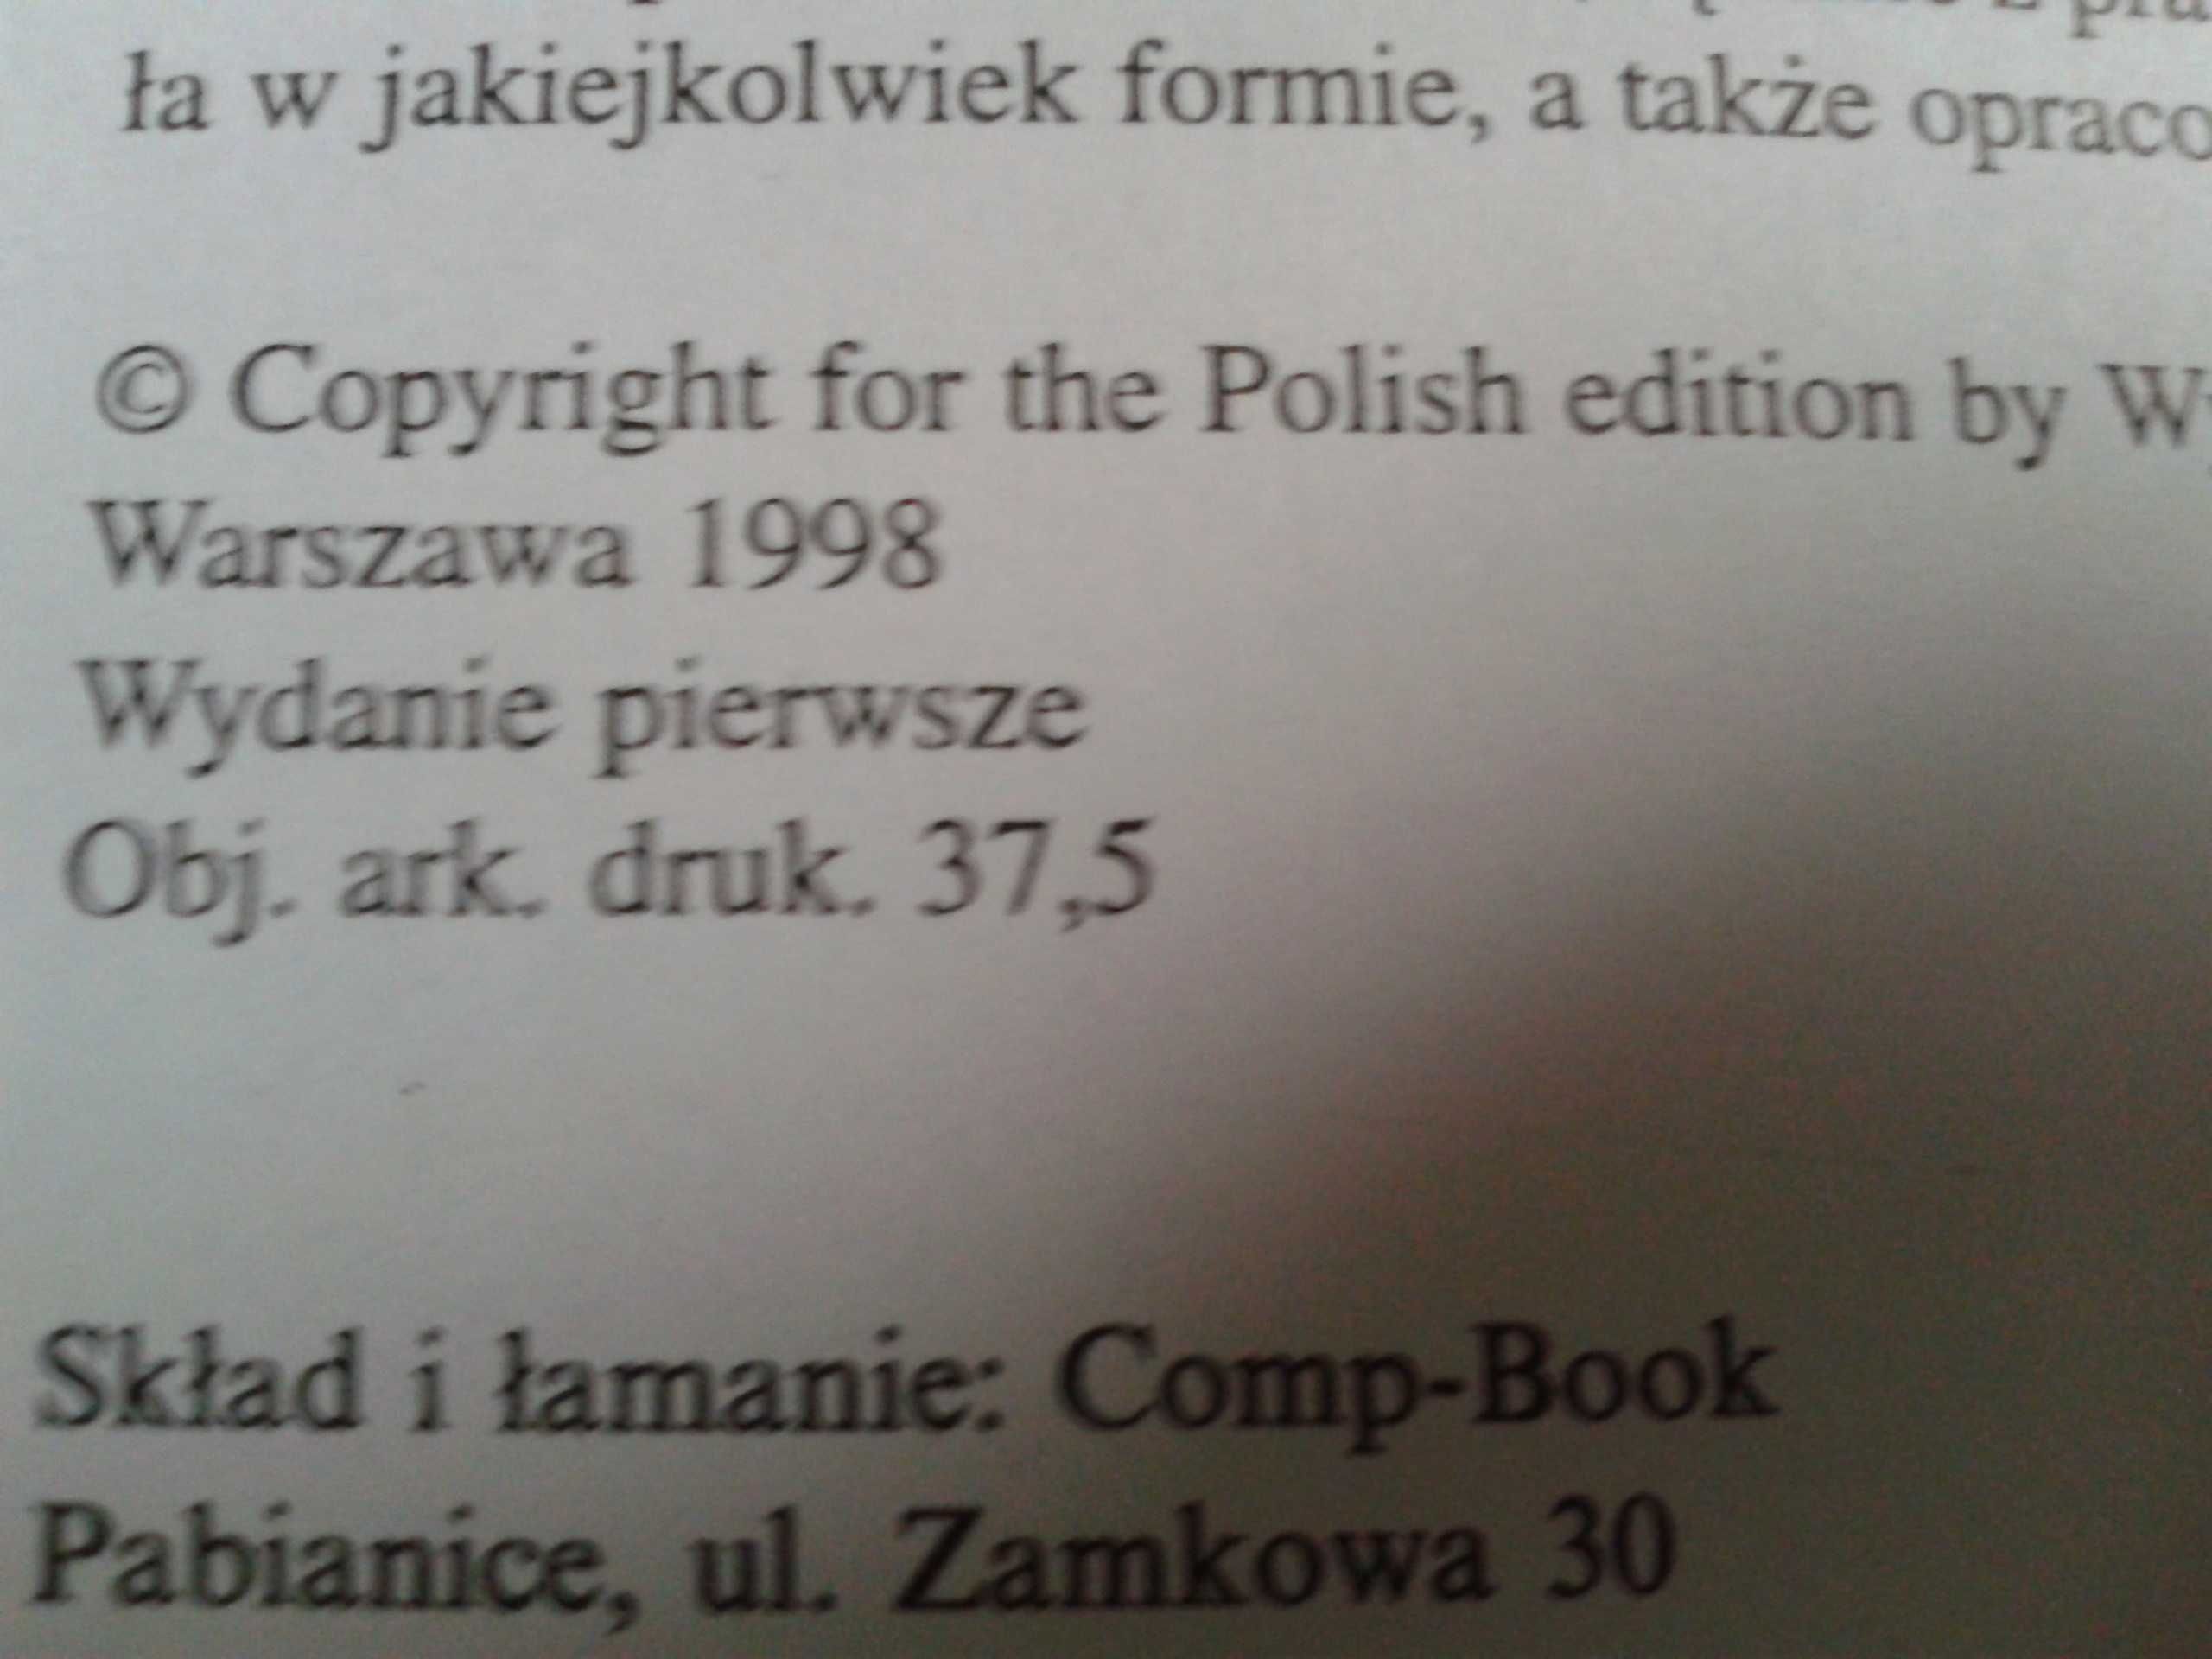 ła w jakiejkolwiek formie, a także
© Copyright for the Polish edition by
Warszawa 1998
Wydanie pierwsze
Obj. ark. druk. 37,5
Skład i łamanie: Comp-Book
Pabianice, ul. Zamkowa 30